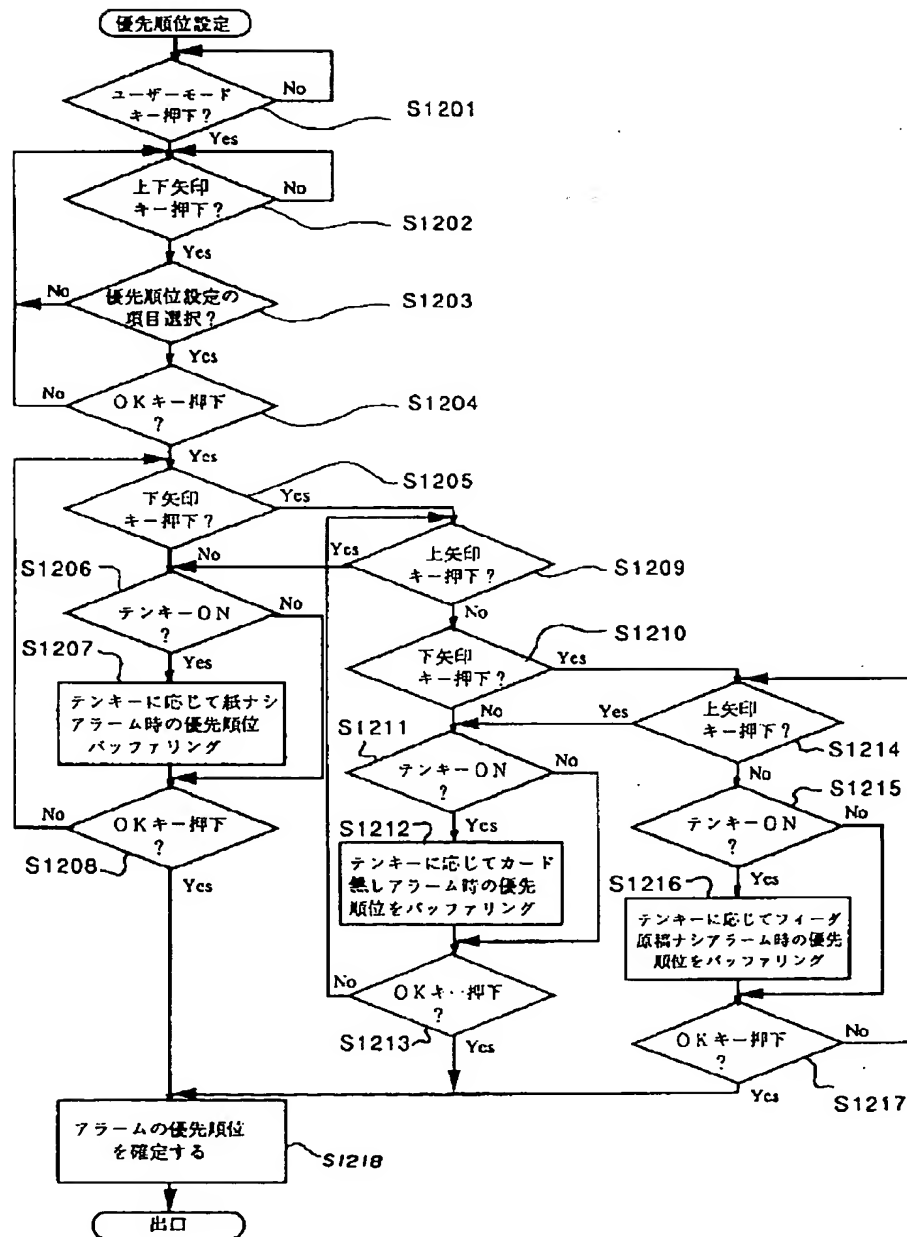 優先順位設定
ユーザーモード
キー押下?
No
S1201
Yes
上下矢印
キー押下?
No
S1202
Yes
優先順位設定の
項目選択?
No
S1203
Yes
OKキー押下
?
No
S1204
Yes
下矢印
キー押下?
S1205
Yes
No
上矢印
キー押下?
Yes
S1209
No
S1206
テンキーON
?
No
Yes
S1207
テンキーに応じて紙ナシ
アラーム時の優先順位
バッファリング
OKキー押下
?
No
S1208
Yes
下矢印
キー押下?
S1210
Yes
No
S1211
テンキーON
?
No
Yes
S1212
テンキーに応じてカード
無しアラーム時の優先
順位をバッファリング
OKキー押下
?
No
S1213
Yes
上矢印
キー押下?
Yes
S1214
No
S1215
テンキーON
?
No
Yes
S1216
テンキーに応じてフィーダ
原稿ナシアラーム時の優先
順位をバッファリング
OKキー押下
?
No
S1217
Yes
アラームの優先順位
を確定する
S1218
出口